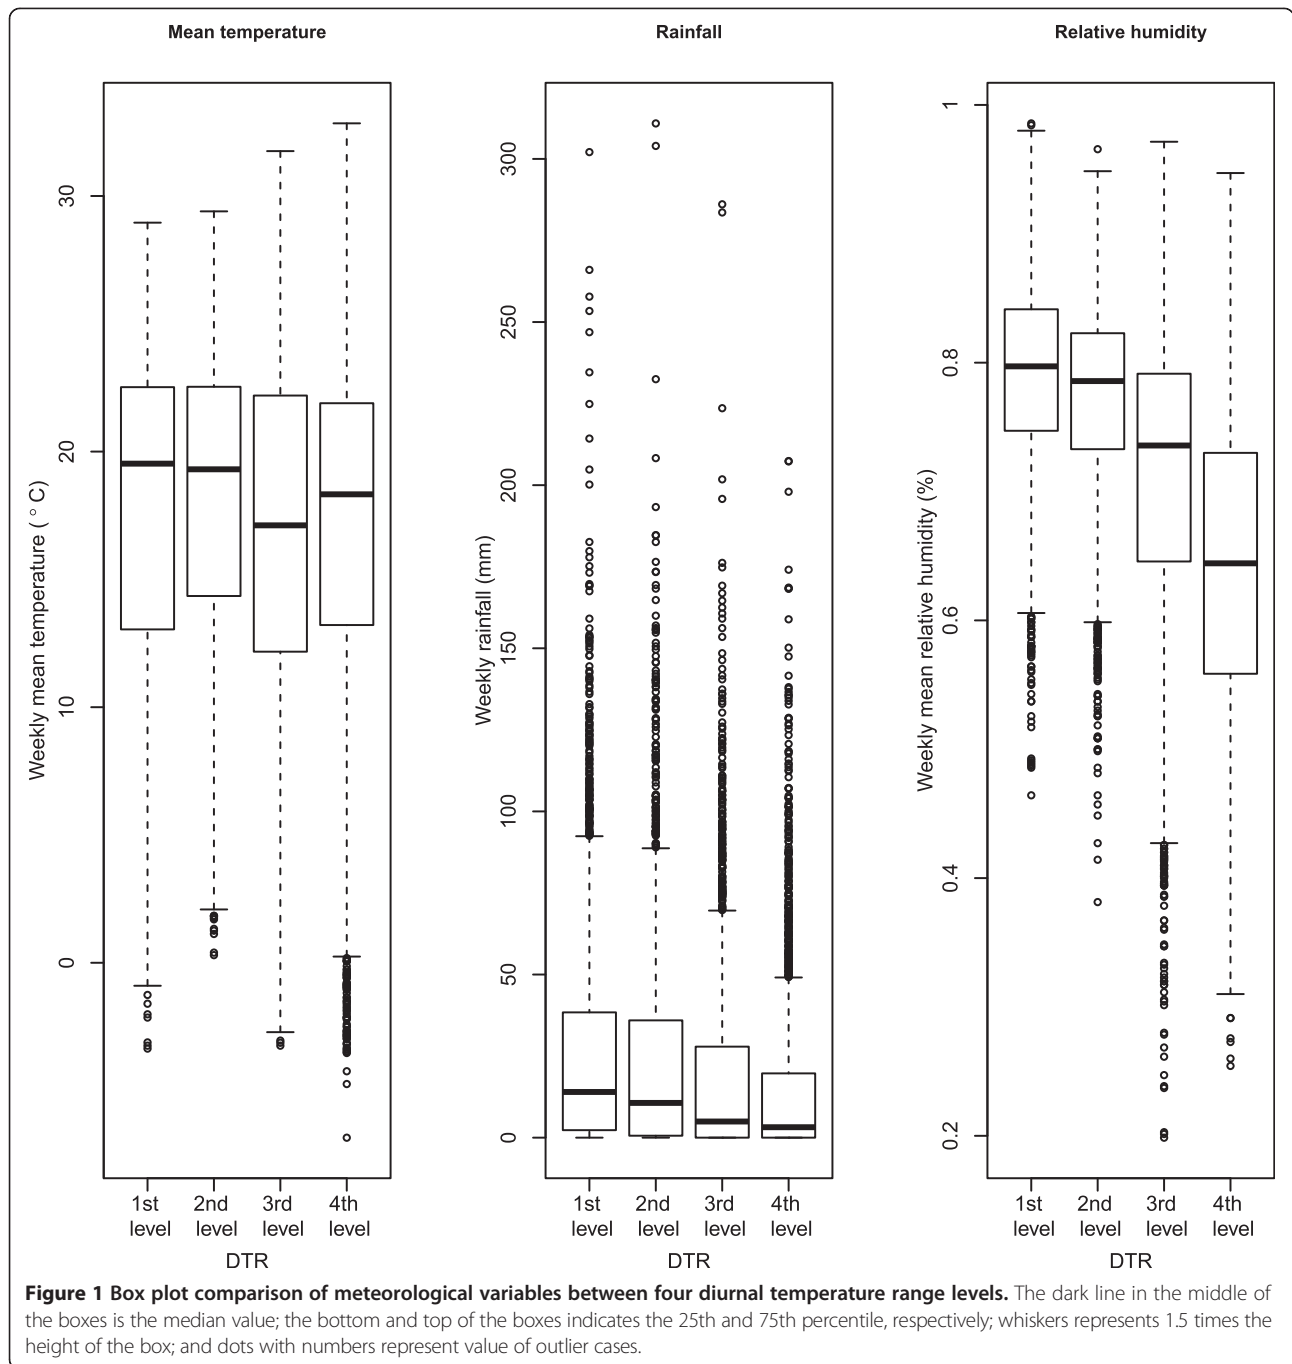 Mean temperature
Weekly mean temperature ( ° C)
30
20
10
0
1st level
2nd level
3rd level
4th level
DTR
Rainfall
Weekly rainfall (mm)
300
250
200
150
100
50
0
1st level
2nd level
3rd level
4th level
DTR
Relative humidity
Weekly mean relative humidity (%)
1
0.8
0.6
0.4
0.2
1st level
2nd level
3rd level
4th level
DTR
Figure 1 Box plot comparison of meteorological variables between four diurnal temperature range levels. The dark line in the middle of
the boxes is the median value; the bottom and top of the boxes indicates the 25th and 75th percentile, respectively; whiskers represents 1.5 times the
height of the box; and dots with numbers represent value of outlier cases.